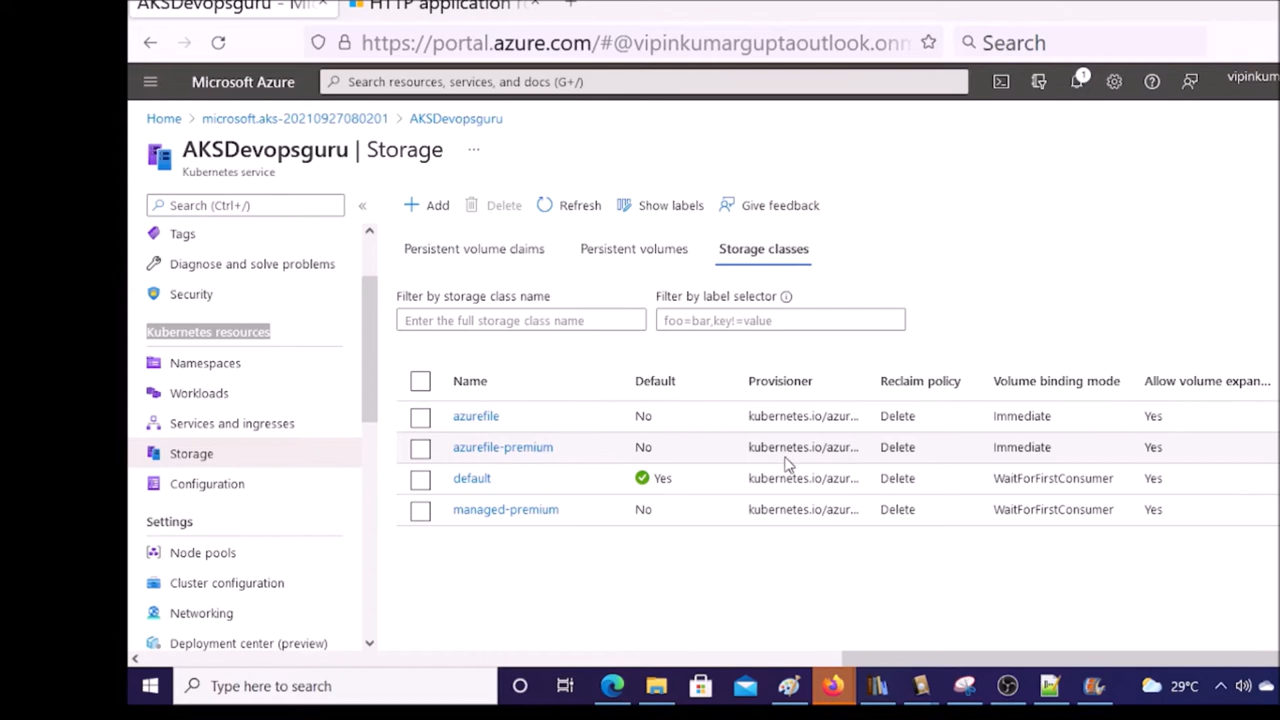 AKSDevopsguru - Mic
HTTP application r
https://portal.azure.com/#@vipinkumarguptaoutlook.onn
Search
Microsoft Azure
Search resources, services, and docs (G+/)
1
vipinkum
Home > microsoft.aks-20210927080201 > AKSDevopsguru
AKSDevopsguru | Storage ...
Kubernetes service
Search (Ctrl+/)
«
Add
Delete
Refresh
Show labels
Give feedback
Tags
Diagnose and solve problems
Security
Kubernetes resources
Namespaces
Workloads
Services and ingresses
Storage
Configuration
Settings
Node pools
Cluster configuration
Networking
Deployment center (preview)
Persistent volume claims
Persistent volumes
Storage classes
Filter by storage class name
Filter by label selector
Enter the full storage class name
foo=bar,key!=value
Name Default Provisioner Reclaim policy Volume binding mode Allow volume expan...
azurefile No kubernetes.io/azur... Delete Immediate Yes
azurefile-premium No kubernetes.io/azur... Delete Immediate Yes
default Yes kubernetes.io/azur... Delete WaitForFirstConsumer Yes
managed-premium No kubernetes.io/azur... Delete WaitForFirstConsumer Yes
Type here to search
29°C